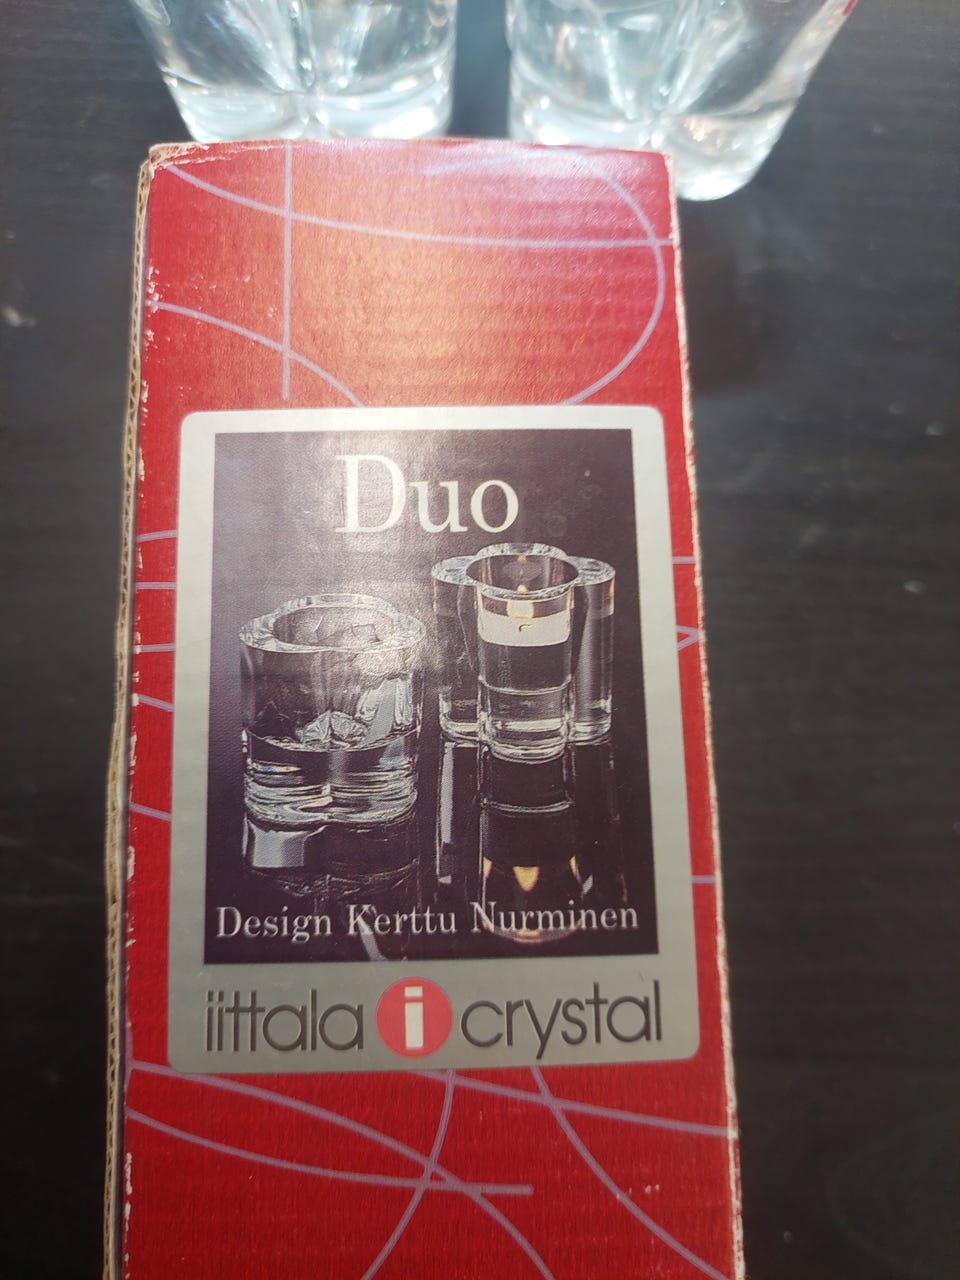 Duo
Design Kerttu Nurminen
iittala i crystal